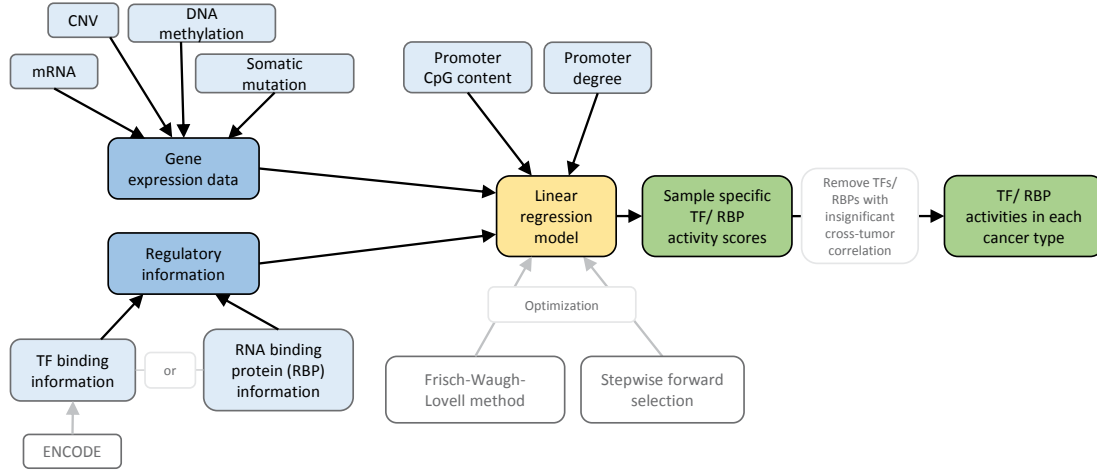 CNV
DNA
methylation
mRNA
Somatic
mutation
Gene
expression data
Promoter
CpG content
Promoter
degree
Linear
regression
model
Sample specific
TF/ RBP
activity scores
Remove TFs/
RBPs with
insignificant
cross-tumor
correlation
TF/ RBP
activities in each
cancer type
Regulatory
information
TF binding
information
or
RNA binding
protein (RBP)
information
ENCODE
Optimization
Frisch-Waugh-
Lovell method
Stepwise forward
selection